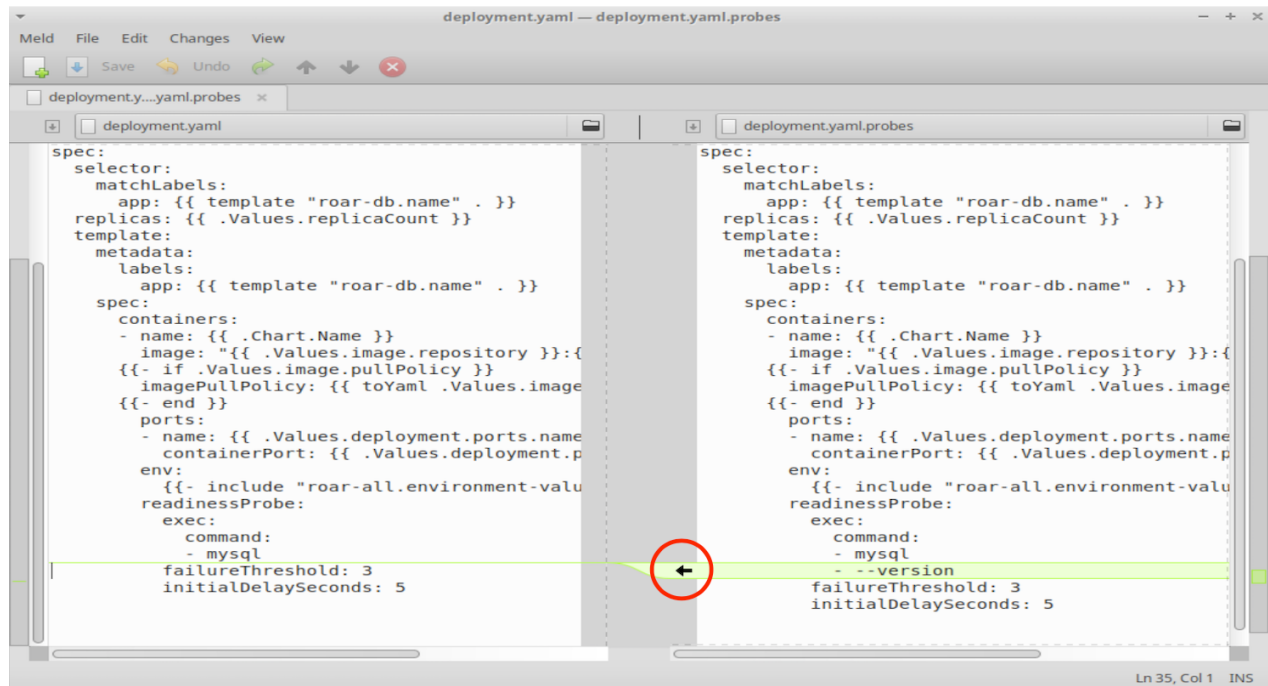 deployment.yaml — deployment.yaml.probes
Meld File Edit Changes View
Save Undo
deployment.y....yaml.probes
deployment.yaml
spec:
  selector:
    matchLabels:
      app: {{ template "roar-db.name" . }}
  replicas: {{ .Values.replicaCount }}
  template:
    metadata:
      labels:
        app: {{ template "roar-db.name" . }}
    spec:
      containers:
      - name: {{ .Chart.Name }}
        image: "{{ .Values.image.repository }}:{
      {{- if .Values.image.pullPolicy }}
        imagePullPolicy: {{ toYaml .Values.image
      {{- end }}
        ports:
        - name: {{ .Values.deployment.ports.name
          containerPort: {{ .Values.deployment.p
        env:
          {{- include "roar-all.environment-valu
        readinessProbe:
          exec:
            command:
            - mysql
          failureThreshold: 3
          initialDelaySeconds: 5
deployment.yaml.probes
spec:
  selector:
    matchLabels:
      app: {{ template "roar-db.name" . }}
  replicas: {{ .Values.replicaCount }}
  template:
    metadata:
      labels:
        app: {{ template "roar-db.name" . }}
    spec:
      containers:
      - name: {{ .Chart.Name }}
        image: "{{ .Values.image.repository }}:{
      {{- if .Values.image.pullPolicy }}
        imagePullPolicy: {{ toYaml .Values.image
      {{- end }}
        ports:
        - name: {{ .Values.deployment.ports.name
          containerPort: {{ .Values.deployment.p
        env:
          {{- include "roar-all.environment-valu
        readinessProbe:
          exec:
            command:
            - mysql
            - --version
          failureThreshold: 3
          initialDelaySeconds: 5
Ln 35, Col 1 INS